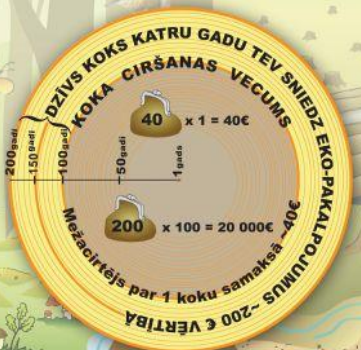 DZĪVS KOKS KATRU GADU TEV SNIEDZ EKO-PAKALPOJUMUS ~200 € VĒRTĪBĀ
KOKA CIRŠANAS VECUMS
40 x 1 = 40€
200gadi
150gadi
100gadi
50gadi
1gads
200 x 100 = 20 000€
Mežacirtējs par 1 koku samaksā ~40€